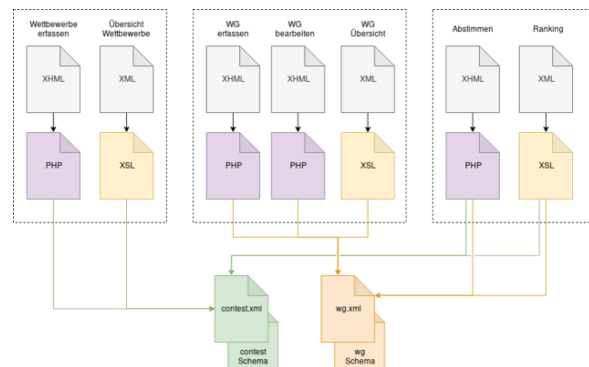 Wettbewerbe
erfassen
Übersicht
Wettbewerbe
WG
erfassen
WG
bearbeiten
WG
Übersicht
Abstimmen
Ranking
XHML
XML
XHML
XHML
XML
XHML
XML
PHP
XSL
PHP
PHP
XSL
PHP
XSL
contest.xml
wg.xml
contest
Schema
wg
Schema